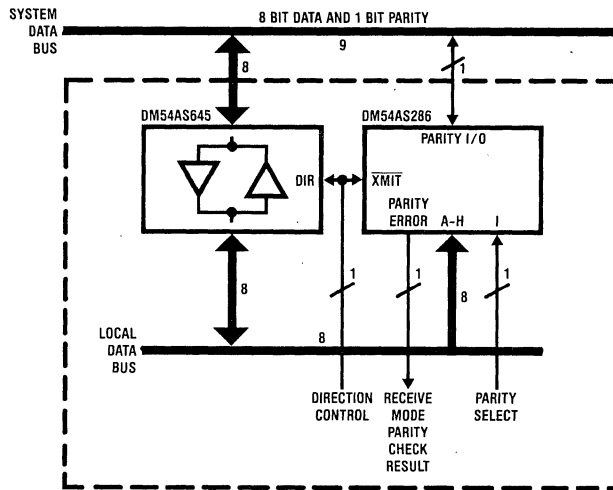 SYSTEM
DATA
BUS
8 BIT DATA AND 1 BIT PARITY
9
8
1
DM54AS645
DM54AS286
PARITY I/O
DIR
XMIT
PARITY
ERROR
A-H
I
8
1
1
8
1
LOCAL
DATA
BUS
8
DIRECTION
CONTROL
RECEIVE
MODE
PARITY
CHECK
RESULT
PARITY
SELECT